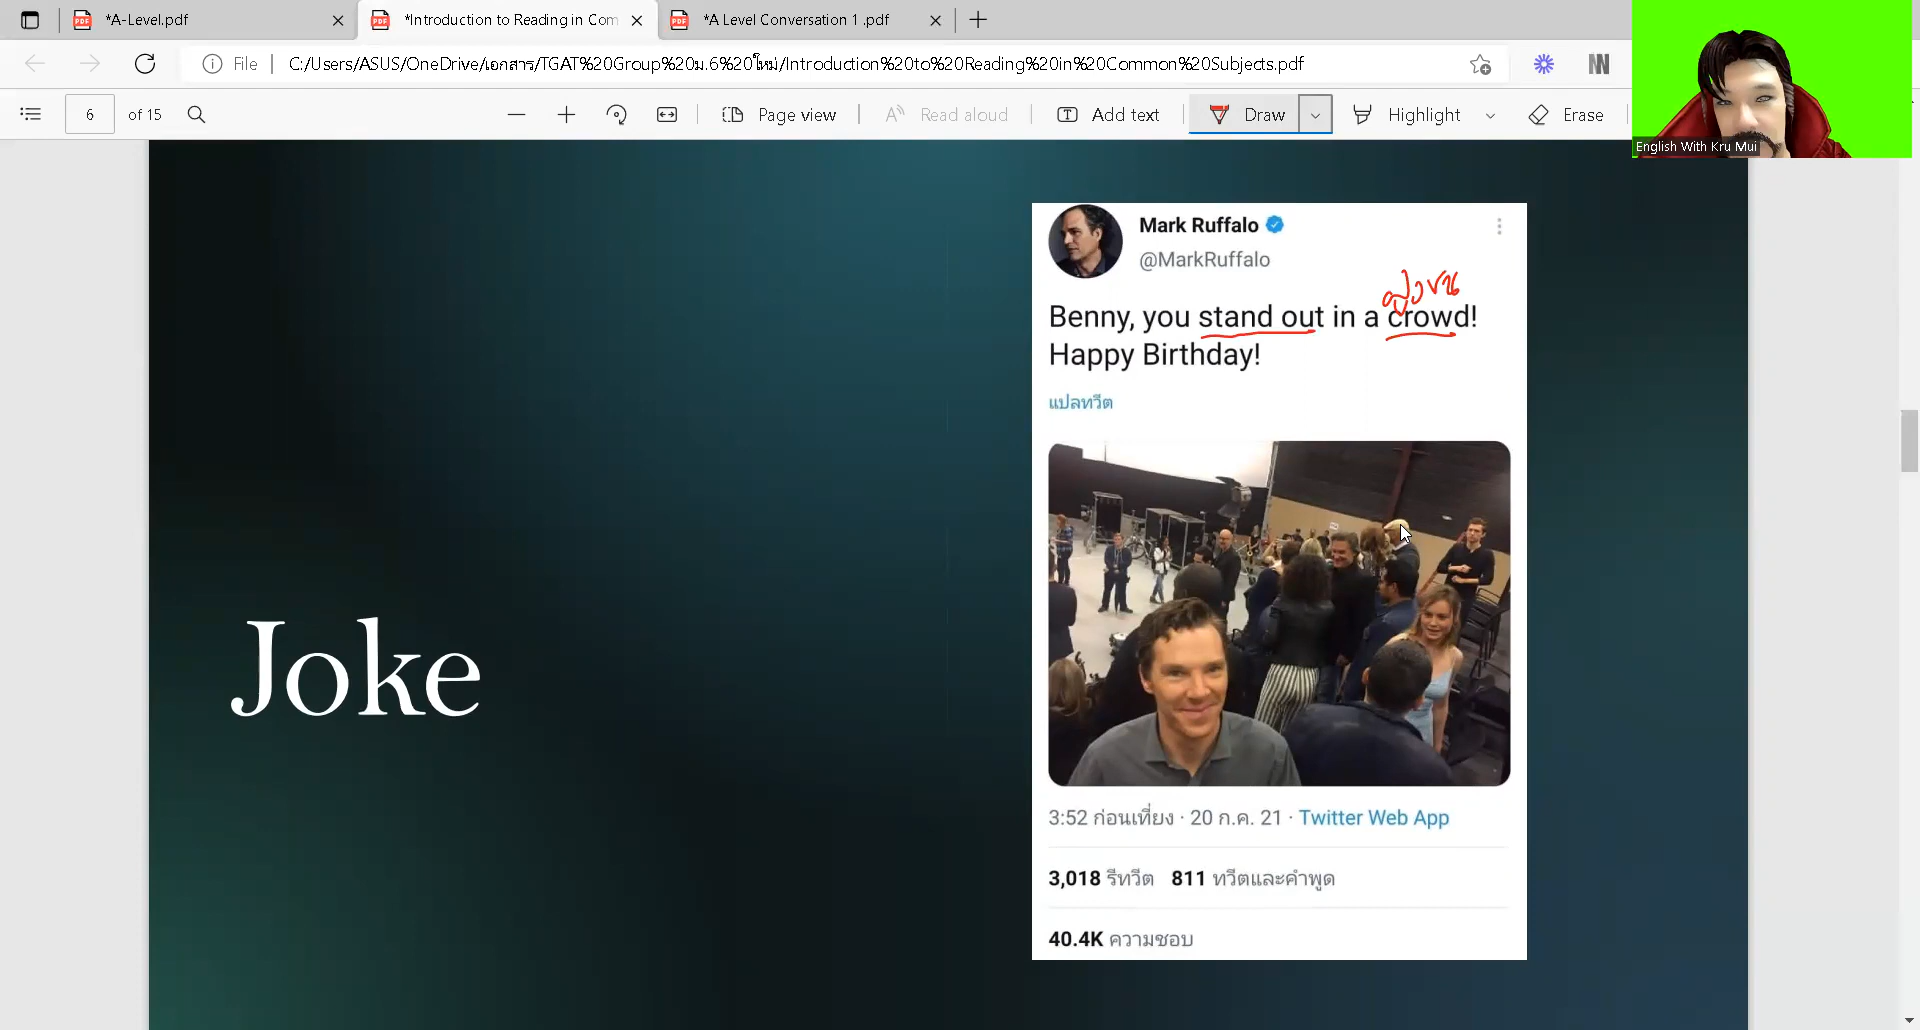 *A-Level.pdf
*Introduction to Reading in Com
*A Level Conversation 1 .pdf
File
C:/Users/ASUS/OneDrive/เอกสาร/TGAT%20Group%20ม.6%20ใหม่/Introduction%20to%20Reading%20in%20Common%20Subjects.pdf
6 of 15
Page view
Read aloud
Add text
Draw
Highlight
Erase
English With Kru Mui
Mark Ruffalo
@MarkRuffalo
ฝูงชน
Benny, you stand out in a crowd!
Happy Birthday!
แปลทวีต
Joke
3:52 ก่อนเที่ยง · 20 ก.ค. 21 · Twitter Web App
3,018 รีทวีต 811 ทวีตและคำพูด
40.4K ความชอบ